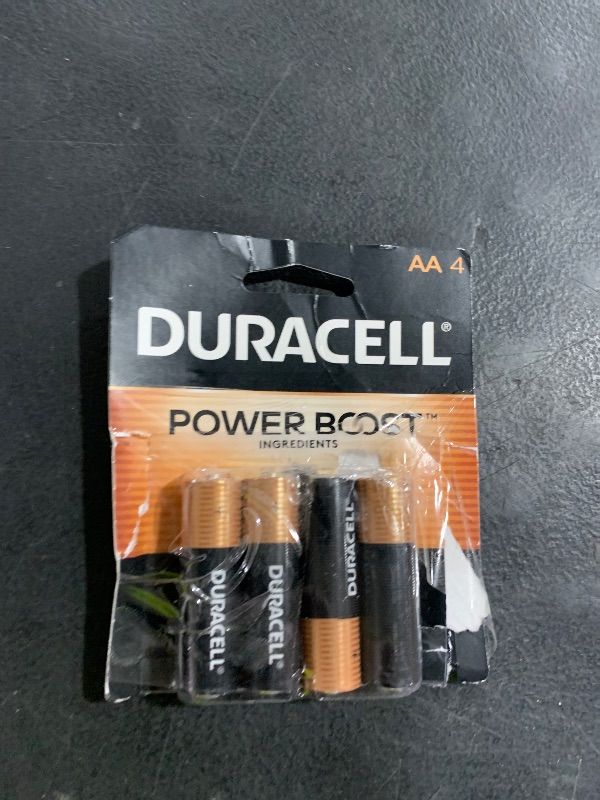 AA 4
DURACELL®
POWER BOOST™
INGREDIENTS
DURACELL®
DURACELL®
DURACELL